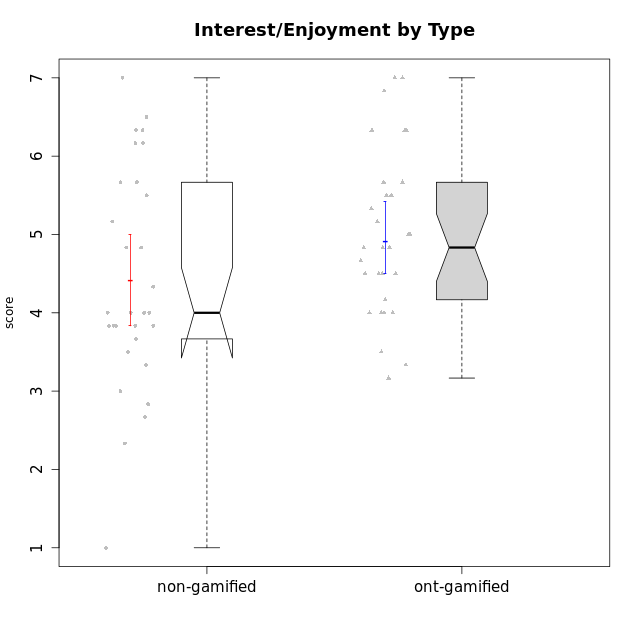 Interest/Enjoyment by Type
7
6
5
4
3
2
1
score
non-gamified
ont-gamified